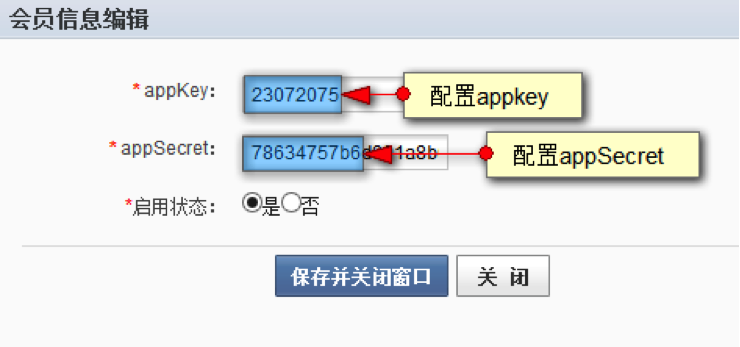 会员信息编辑
*appKey： 23072075 配置appkey
*appSecret： 78634757b6d 1a8b 配置appSecret
*启用状态： 是 否
保存并关闭窗口 关 闭